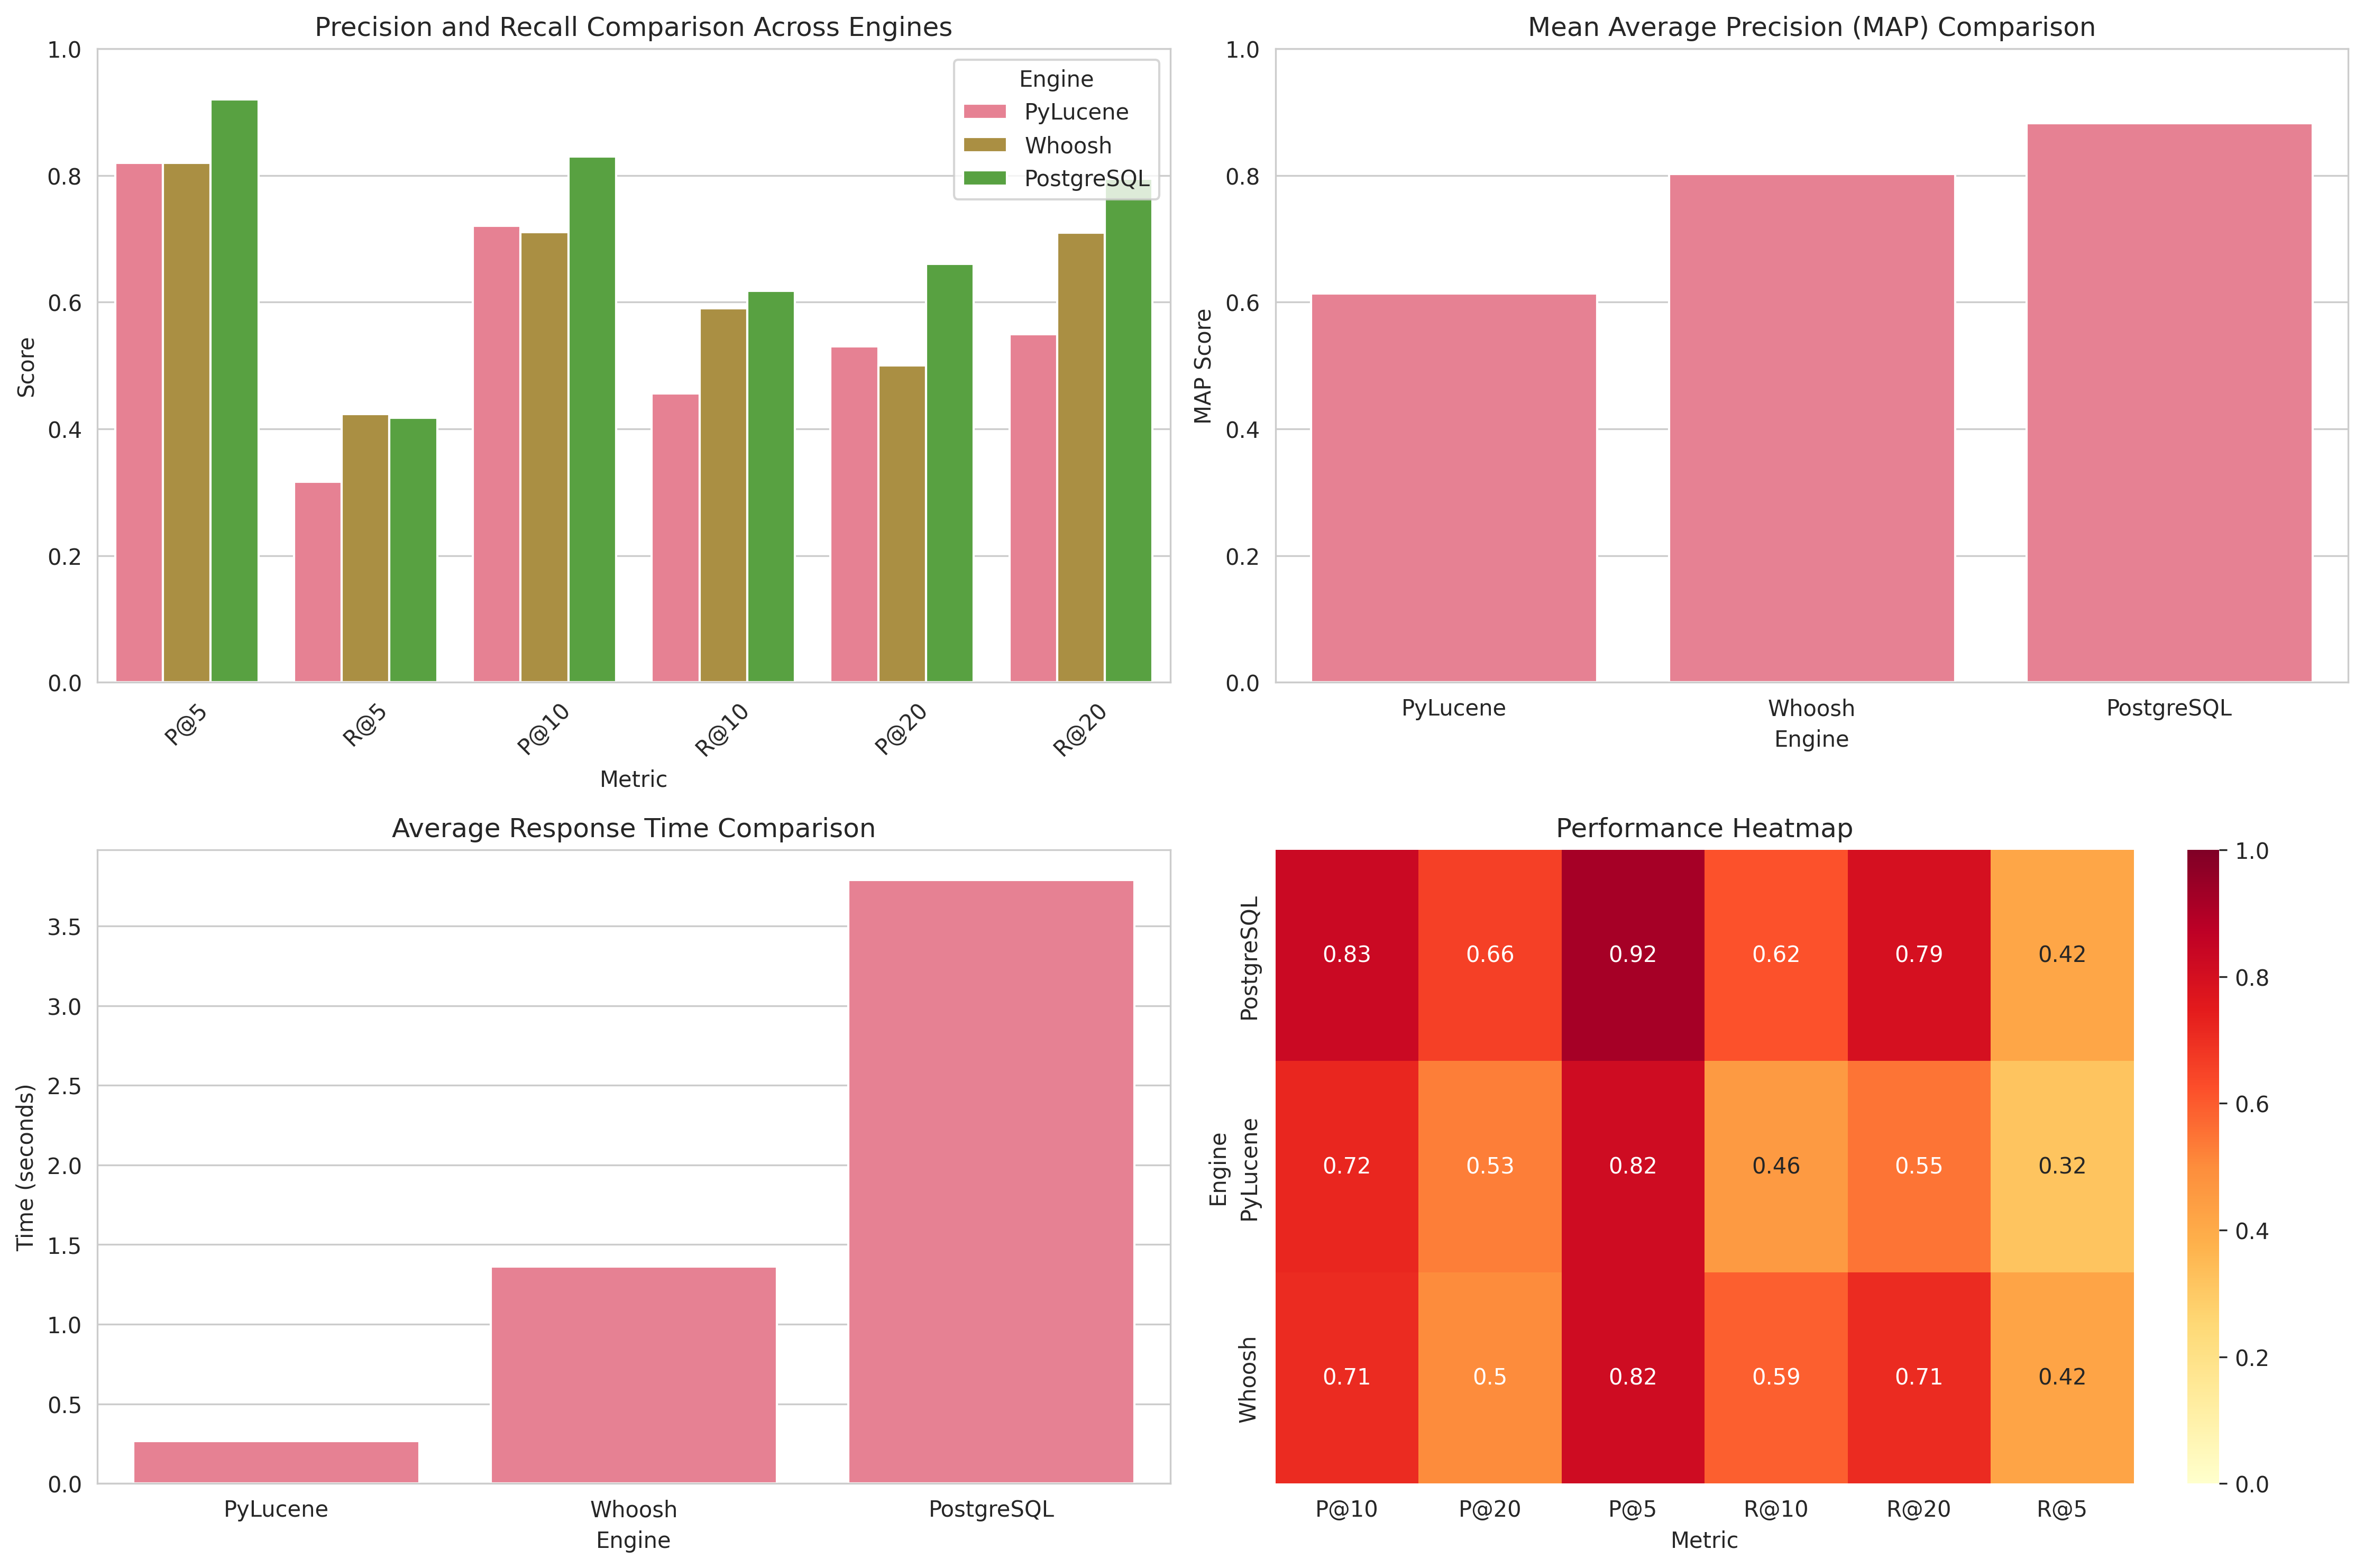 Precision and Recall Comparison Across Engines
1.0
0.8
0.6
0.4
0.2
0.0
Score
Engine
PyLucene
Whoosh
PostgreSQL
P@5
R@5
P@10
R@10
P@20
R@20
Metric
Mean Average Precision (MAP) Comparison
1.0
0.8
0.6
0.4
0.2
0.0
MAP Score
PyLucene
Whoosh
PostgreSQL
Engine
Average Response Time Comparison
3.5
3.0
2.5
2.0
1.5
1.0
0.5
0.0
Time (seconds)
PyLucene
Whoosh
PostgreSQL
Engine
Performance Heatmap
Engine
PostgreSQL
0.83 0.66 0.92 0.62 0.79 0.42
PyLucene
0.72 0.53 0.82 0.46 0.55 0.32
Whoosh
0.71 0.5 0.82 0.59 0.71 0.42
P@10 P@20 P@5 R@10 R@20 R@5
Metric
1.0
0.8
0.6
0.4
0.2
0.0